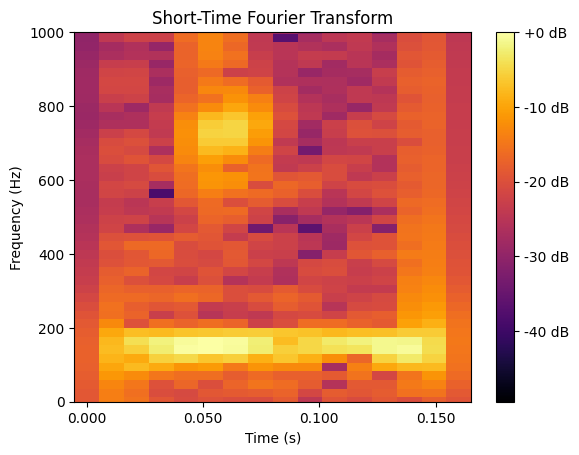 Short-Time Fourier Transform
1000
800
600
400
200
0
Frequency (Hz)
0.000
0.050
0.100
0.150
Time (s)
+0 dB
-10 dB
-20 dB
-30 dB
-40 dB